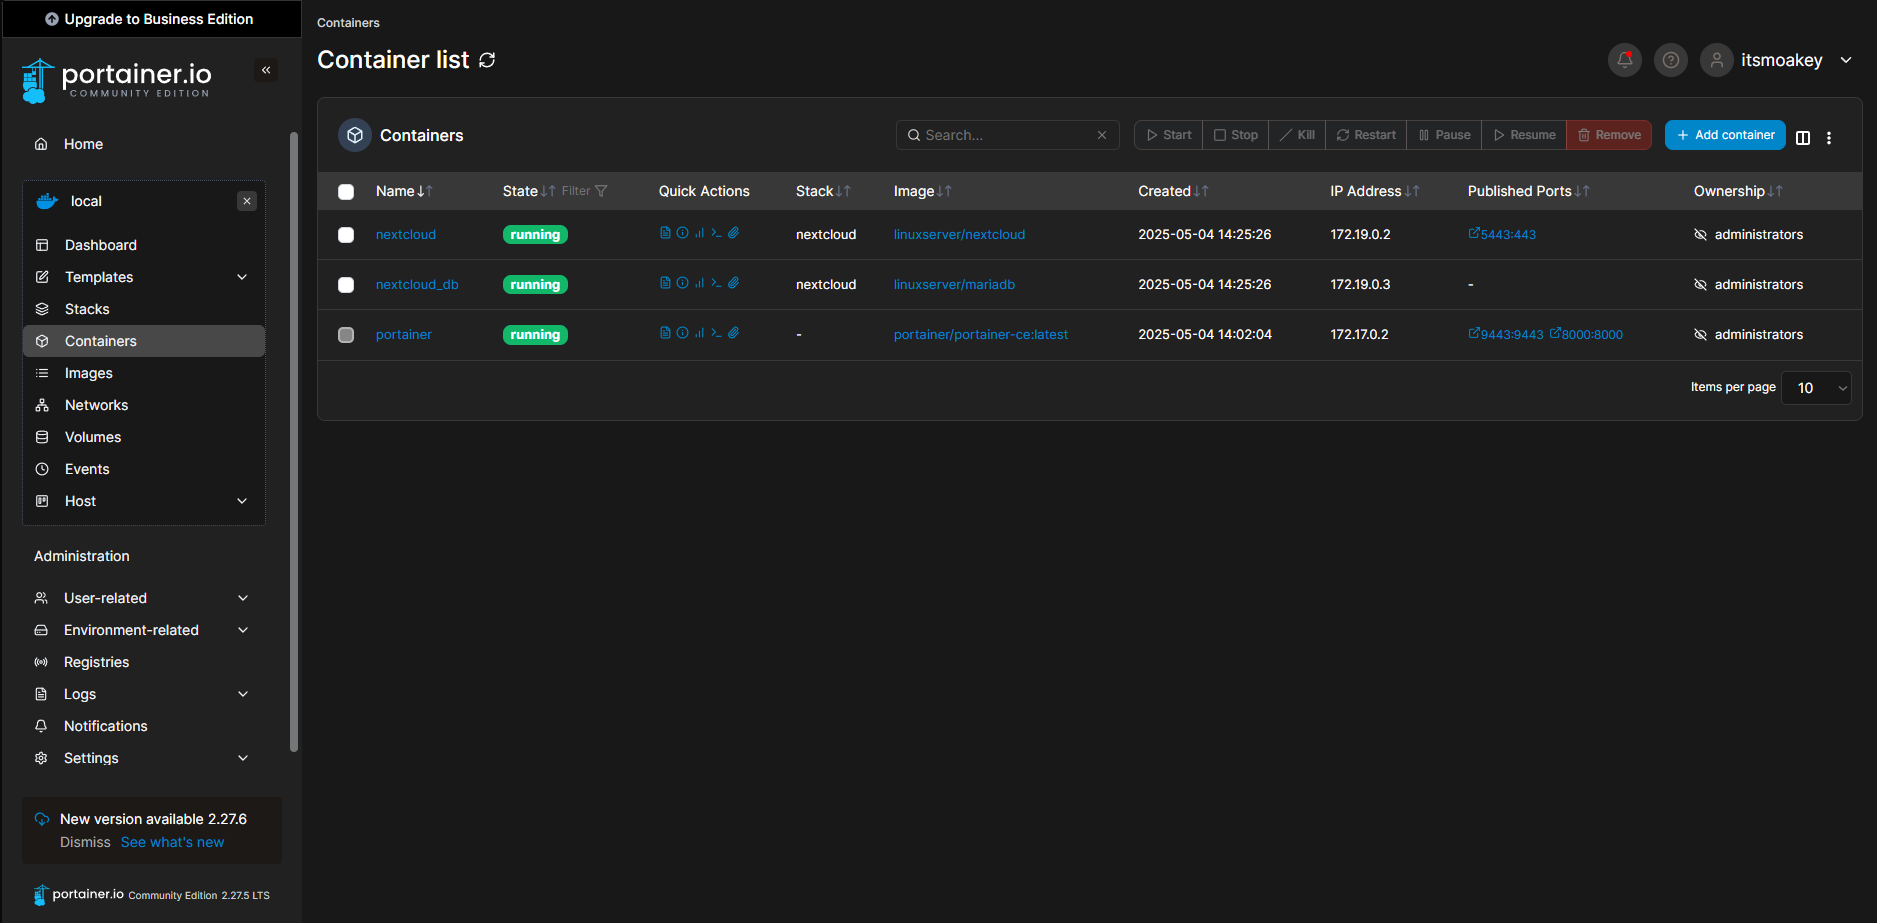 Upgrade to Business Edition
portainer.io
COMMUNITY EDITION
Home
local
Dashboard
Templates
Stacks
Containers
Images
Networks
Volumes
Events
Host
Administration
User-related
Environment-related
Registries
Logs
Notifications
Settings
New version available 2.27.6
Dismiss See what's new
portainer.io Community Edition 2.27.5 LTS
Containers
Container list
itsmoakey
Containers
Search...
Start Stop Kill Restart Pause Resume Remove Add container
Name State Filter Quick Actions Stack Image Created IP Address Published Ports Ownership
nextcloud running nextcloud linuxserver/nextcloud 2025-05-04 14:25:26 172.19.0.2 5443:443 administrators
nextcloud_db running nextcloud linuxserver/mariadb 2025-05-04 14:25:26 172.19.0.3 - administrators
portainer running - portainer/portainer-ce:latest 2025-05-04 14:02:04 172.17.0.2 9443:9443 8000:8000 administrators
Items per page 10